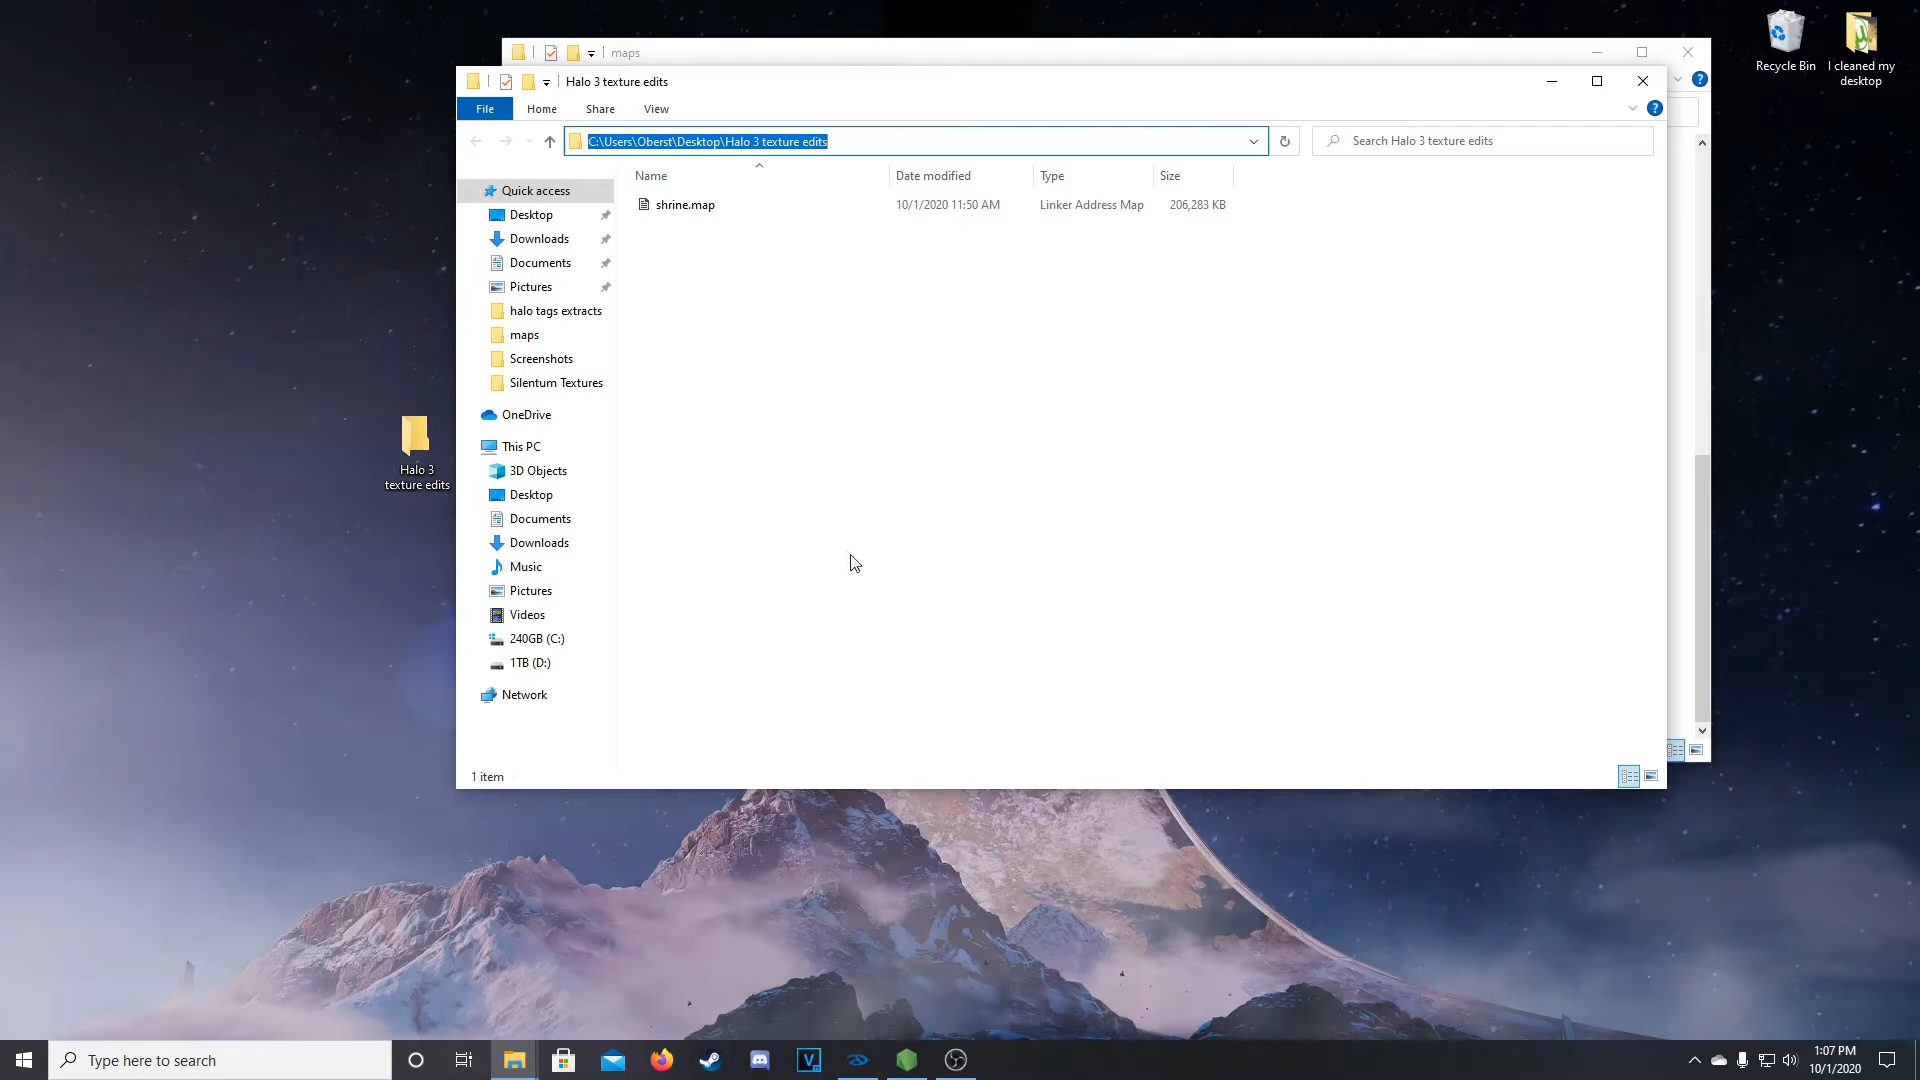 maps
Halo 3 texture edits
File Home Share View
C:\Users\Oberst\Desktop\Halo 3 texture edits
Search Halo 3 texture edits
Name Date modified Type Size
shrine.map 10/1/2020 11:50 AM Linker Address Map 206,283 KB
Quick access
Desktop
Downloads
Documents
Pictures
halo tags extracts
maps
Screenshots
Silentum Textures
OneDrive
This PC
3D Objects
Desktop
Documents
Downloads
Music
Pictures
Videos
240GB (C:)
1TB (D:)
Network
1 item
Halo 3
texture edits
Recycle Bin
I cleaned my
desktop
Type here to search
1:07 PM
10/1/2020